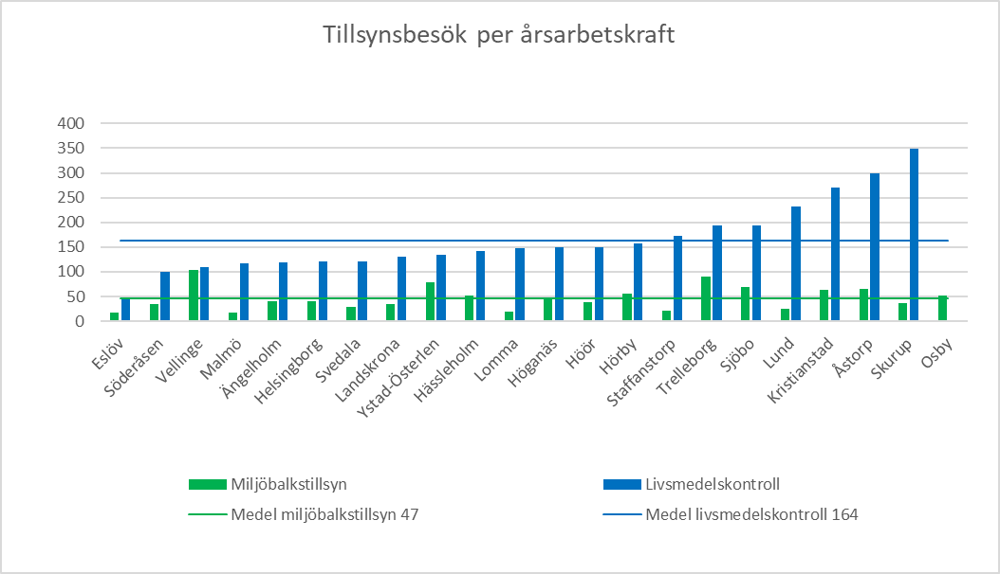 Tillsynsbesök per årsarbetskraft
400
350
300
250
200
150
100
50
0
Eslöv
Söderåsen
Vellinge
Malmö
Ängelholm
Helsingborg
Svedala
Landskrona
Ystad-Österlen
Hässleholm
Lomma
Höganäs
Höör
Hörby
Staffanstorp
Trelleborg
Sjöbo
Lund
Kristianstad
Åstorp
Skurup
Osby
Miljöbalkstillsyn
Livsmedelskontroll
Medel miljöbalkstillsyn 47
Medel livsmedelskontroll 164